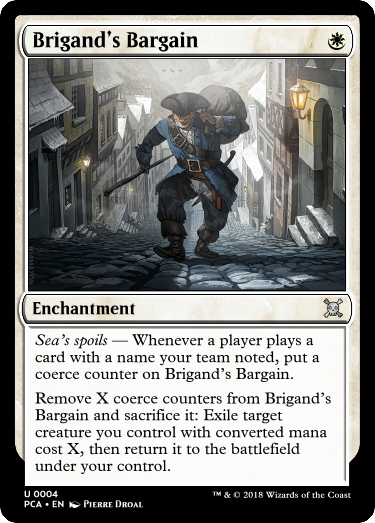 Brigand's Bargain
Enchantment
Sea's spoils — Whenever a player plays a
card with a name your team noted, put a
coerce counter on Brigand's Bargain.
Remove X coerce counters from Brigand's
Bargain and sacrifice it: Exile target
creature you control with converted mana
cost X, then return it to the battlefield
under your control.
U 0004
PCA • EN Pierre Droal
™ & © 2018 Wizards of the Coast